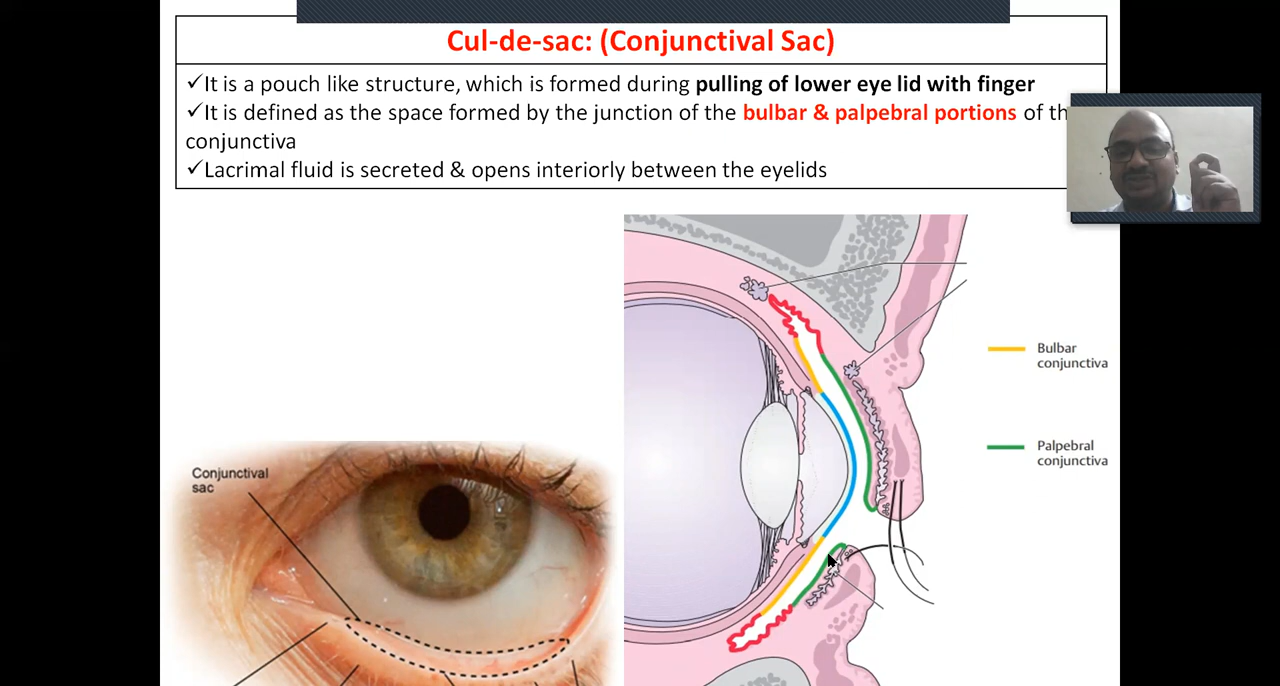 Cul-de-sac: (Conjunctival Sac)
✓It is a pouch like structure, which is formed during pulling of lower eye lid with finger
✓It is defined as the space formed by the junction of the bulbar & palpebral portions of th
conjunctiva
✓Lacrimal fluid is secreted & opens interiorly between the eyelids
Bulbar
conjunctiva
Palpebral
conjunctiva
Conjunctival
sac